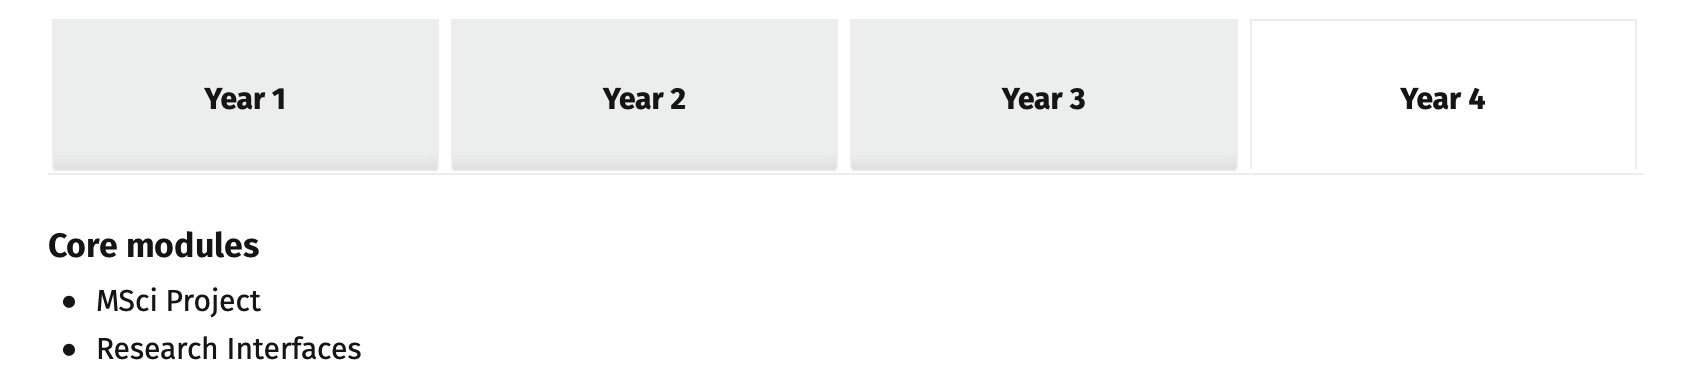 Year 1
Year 2
Year 3
Year 4
Core modules
• MSci Project
• Research Interfaces